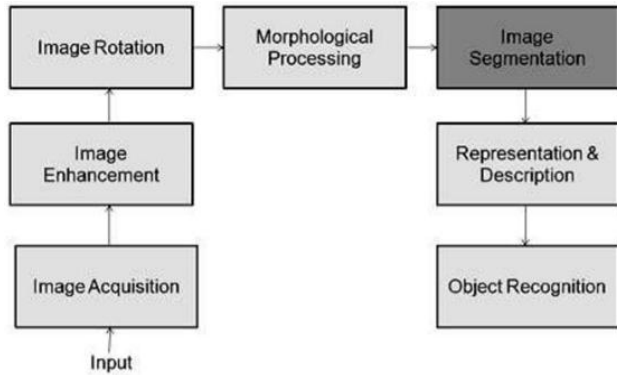 Image Rotation
Morphological
Processing
Image
Segmentation
Image
Enhancement
Representation &
Description
Image Acquisition
Object Recognition
Input